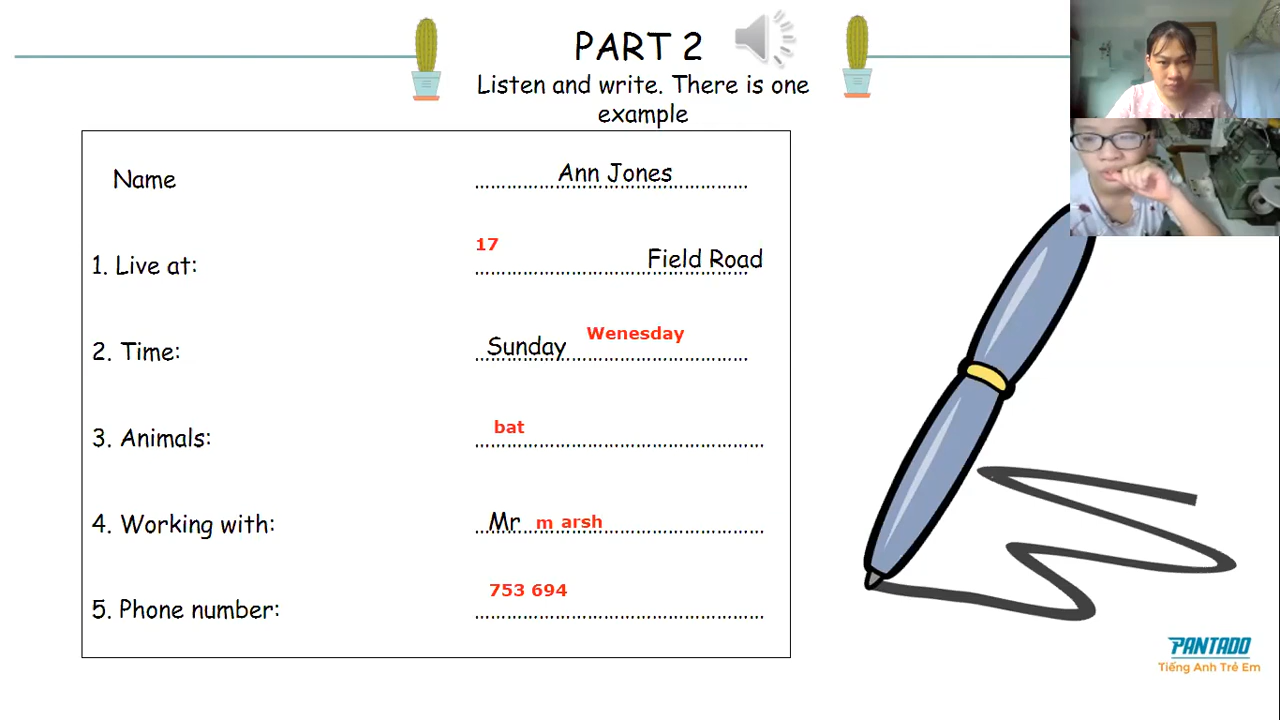 PART 2
Listen and write. There is one
example
Name Ann Jones
1. Live at: 17 Field Road
2. Time: Sunday Wenesday
3. Animals: bat
4. Working with: Mr m arsh
5. Phone number: 753 694
PANTADO
Tiếng Anh Trẻ Em